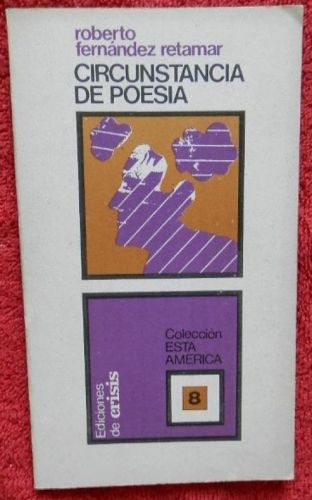 roberto
fernández retamar
CIRCUNSTANCIA
DE POESIA
Colección
ESTA
AMERICA
8
Ediciones
de crisis